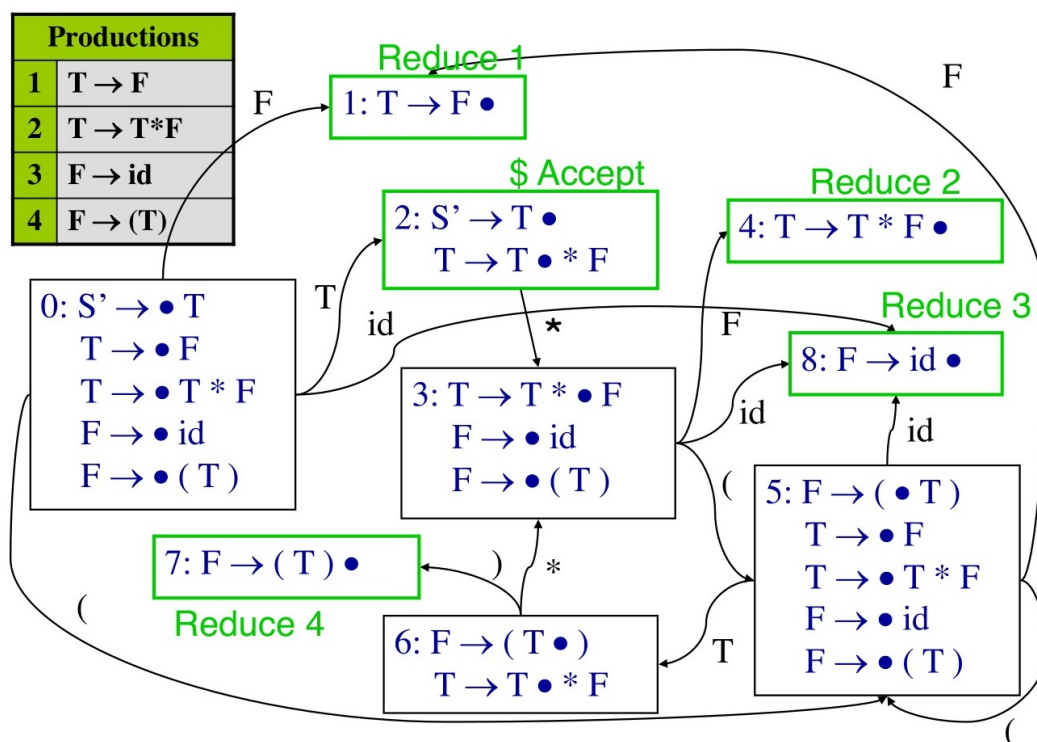 Productions
1 T → F
2 T → T*F
3 F → id
4 F → (T)
Reduce 1
1: T → F ●
F
F
$ Accept
2: S’ → T ●
T → T ● * F
Reduce 2
4: T → T * F ●
0: S’ → ● T
T → ● F
T → ● T * F
F → ● id
F → ● ( T )
T
id
*
F
Reduce 3
8: F → id ●
3: T → T * ● F
F → ● id
F → ● ( T )
id
id
(
5: F → ( ● T )
T → ● F
T → ● T * F
F → ● id
F → ● ( T )
7: F → ( T ) ●
Reduce 4
)
*
(
6: F → ( T ● )
T → T ● * F
T
(